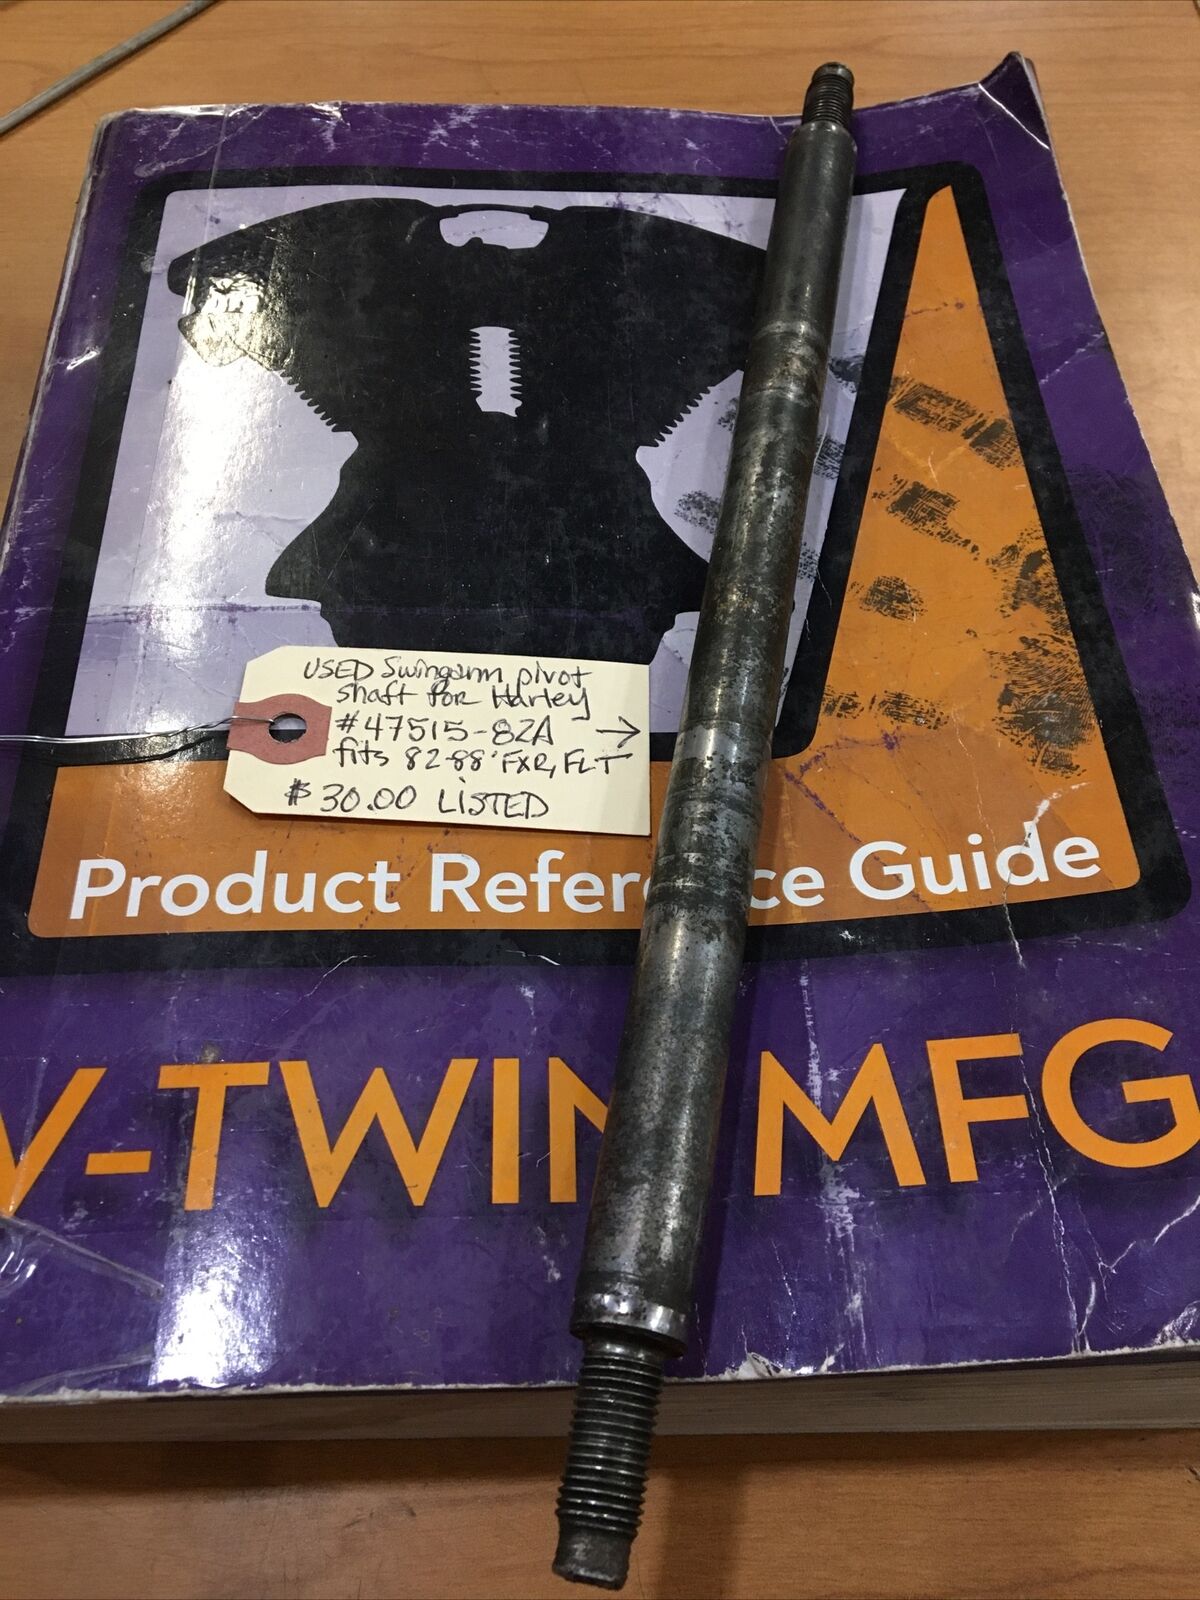 USED Swingarm pivot
shaft for Harley
#47515-82A →
fits 82-88' FXR, FLT
$30.00 LISTED
Product Refer ce Guide
V-TWIN MFG